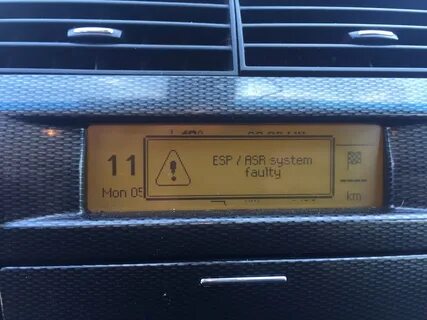 ESP / ASR system
faulty
11
Mon 05
km